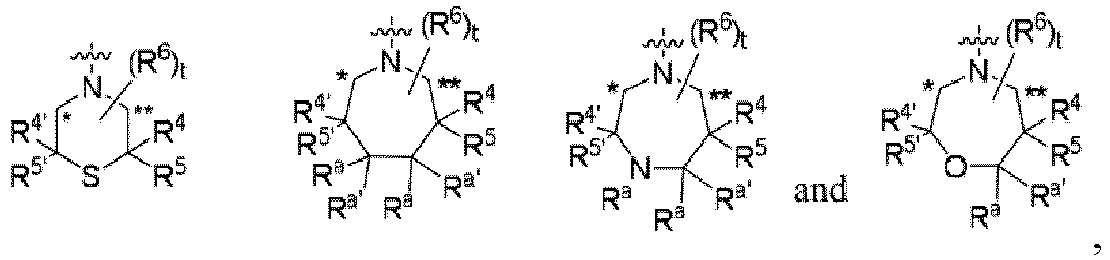 (R⁶)t
N
* **
R⁴' R⁴
R⁵' S R⁵
(R⁶)t
N
* **
R⁴' R⁴
R⁵' R⁵
Rᵃ Rᵃ'
Rᵃ' Rᵃ
(R⁶)t
N
* **
R⁴' R⁴
R⁵' R⁵
N
Rᵃ Rᵃ'
Rᵃ
and
(R⁶)t
N
* **
R⁴' R⁴
R⁵' R⁵
O Rᵃ'
Rᵃ
,